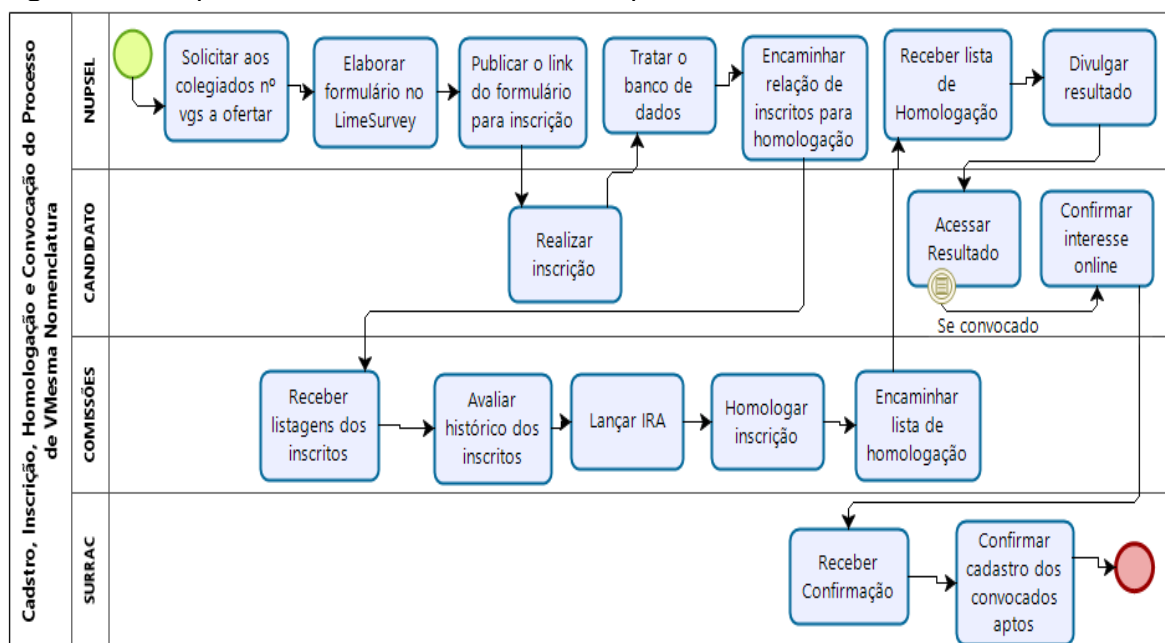 Cadstro, Inscrição, Homologação e Convocação do Processo
de VMesma Nomenclatura
NUPSEL
Solicitar aos
colegiados nº
vgs a ofertar
Elaborar
formulário no
LimeSurvey
Publicar o link
do formulário
para inscrição
Tratar o
banco de
dados
Encaminhar
relação de
inscritos para
homologação
Receber lista
de
Homologação
Divulgar
resultado
CANDIDATO
Realizar
inscrição
Acessar
Resultado
Confirmar
interesse
online
Se convocado
COMISSÕES
Receber
listagens dos
inscritos
Avaliar
histórico dos
inscritos
Lançar IRA
Homologar
inscrição
Encaminhar
lista de
homologação
SURRAC
Receber
Confirmação
Confirmar
cadastro dos
convocados
aptos